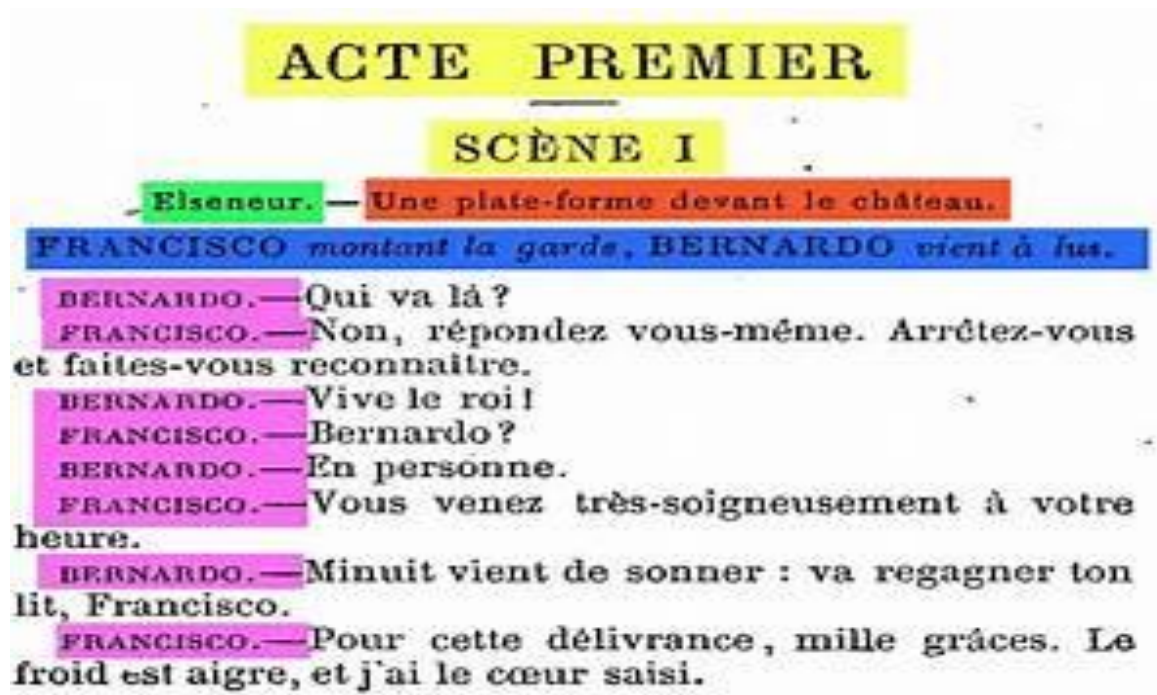 ACTE PREMIER
SCÈNE I
Elseneur. — Une plate-forme devant le château.
FRANCISCO montant la garde, BERNARDO vient à lus.
BERNARDO.—Qui va là?
FRANCISCO.—Non, répondez vous-même. Arrêtez-vous
et faites-vous reconnaître.
BERNARDO.—Vive le roi!
FRANCISCO.—Bernardo?
BERNARDO.—En personne.
FRANCISCO.—Vous venez très-soigneusement à votre
heure.
BERNARDO.—Minuit vient de sonner : va regagner ton
lit, Francisco.
FRANCISCO.—Pour cette délivrance, mille grâces. Le
froid est aigre, et j'ai le cœur saisi.